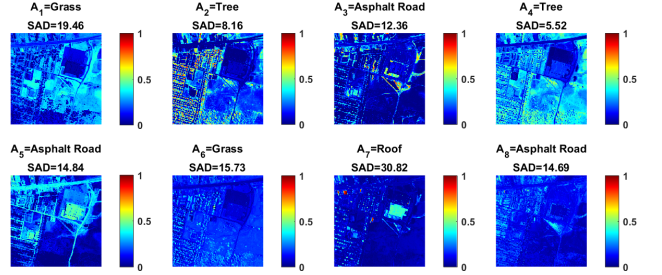 A₁=Grass
SAD=19.46
1
0.5
0
A₂=Tree
SAD=8.16
1
0.5
0
A₃=Asphalt Road
SAD=12.36
1
0.5
0
A₄=Tree
SAD=5.52
1
0.5
0
A₅=Asphalt Road
SAD=14.84
1
0.5
0
A₆=Grass
SAD=15.73
1
0.5
0
A₇=Roof
SAD=30.82
1
0.5
0
A₈=Asphalt Road
SAD=14.69
1
0.5
0